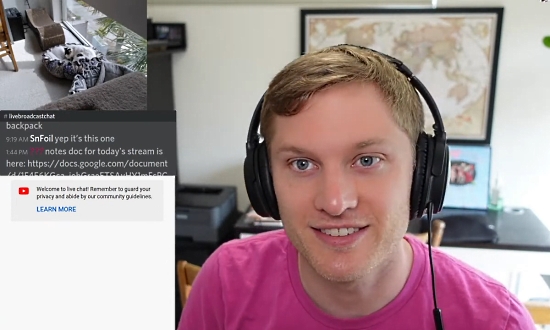 # livebroadcastchat
backpack
9:19 AM SnFoil yep it's this one
1:44 PM notes doc for today's stream is
here: https://docs.google.com/document
Welcome to live chat! Remember to guard your
privacy and abide by our community guidelines.
LEARN MORE